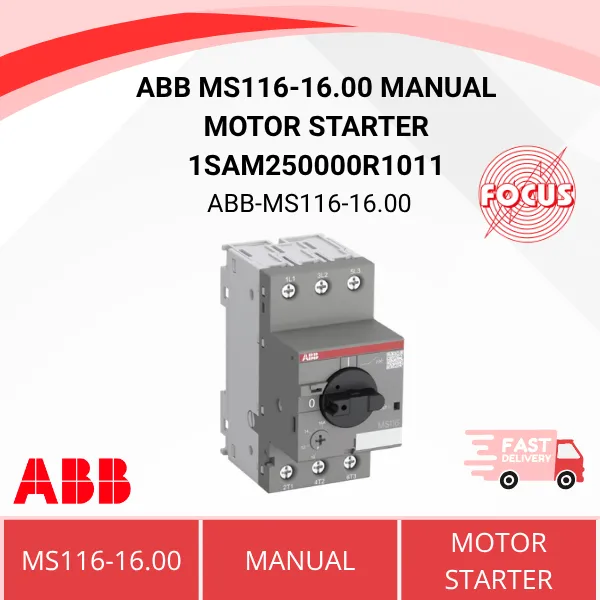 ABB MS116-16.00 MANUAL
MOTOR STARTER
1SAM250000R1011
ABB-MS116-16.00
FOCUS
1L1 3L2 5L3
ABB
0
MS116
2T1 4T2 6T3
ABB
FAST
DELIVERY
MS116-16.00
MANUAL
MOTOR
STARTER